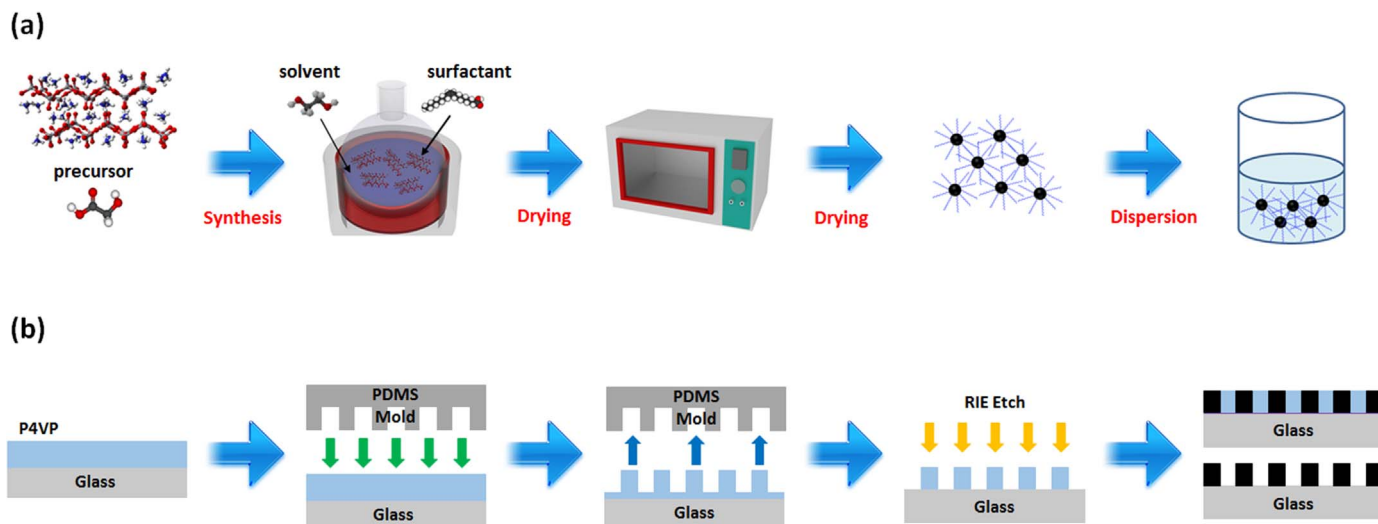 (a)
solvent
surfactant
precursor
Synthesis
Drying
Drying
Dispersion
(b)
P4VP
Glass
PDMS
Mold
Glass
PDMS
Mold
Glass
RIE Etch
Glass
Glass
Glass